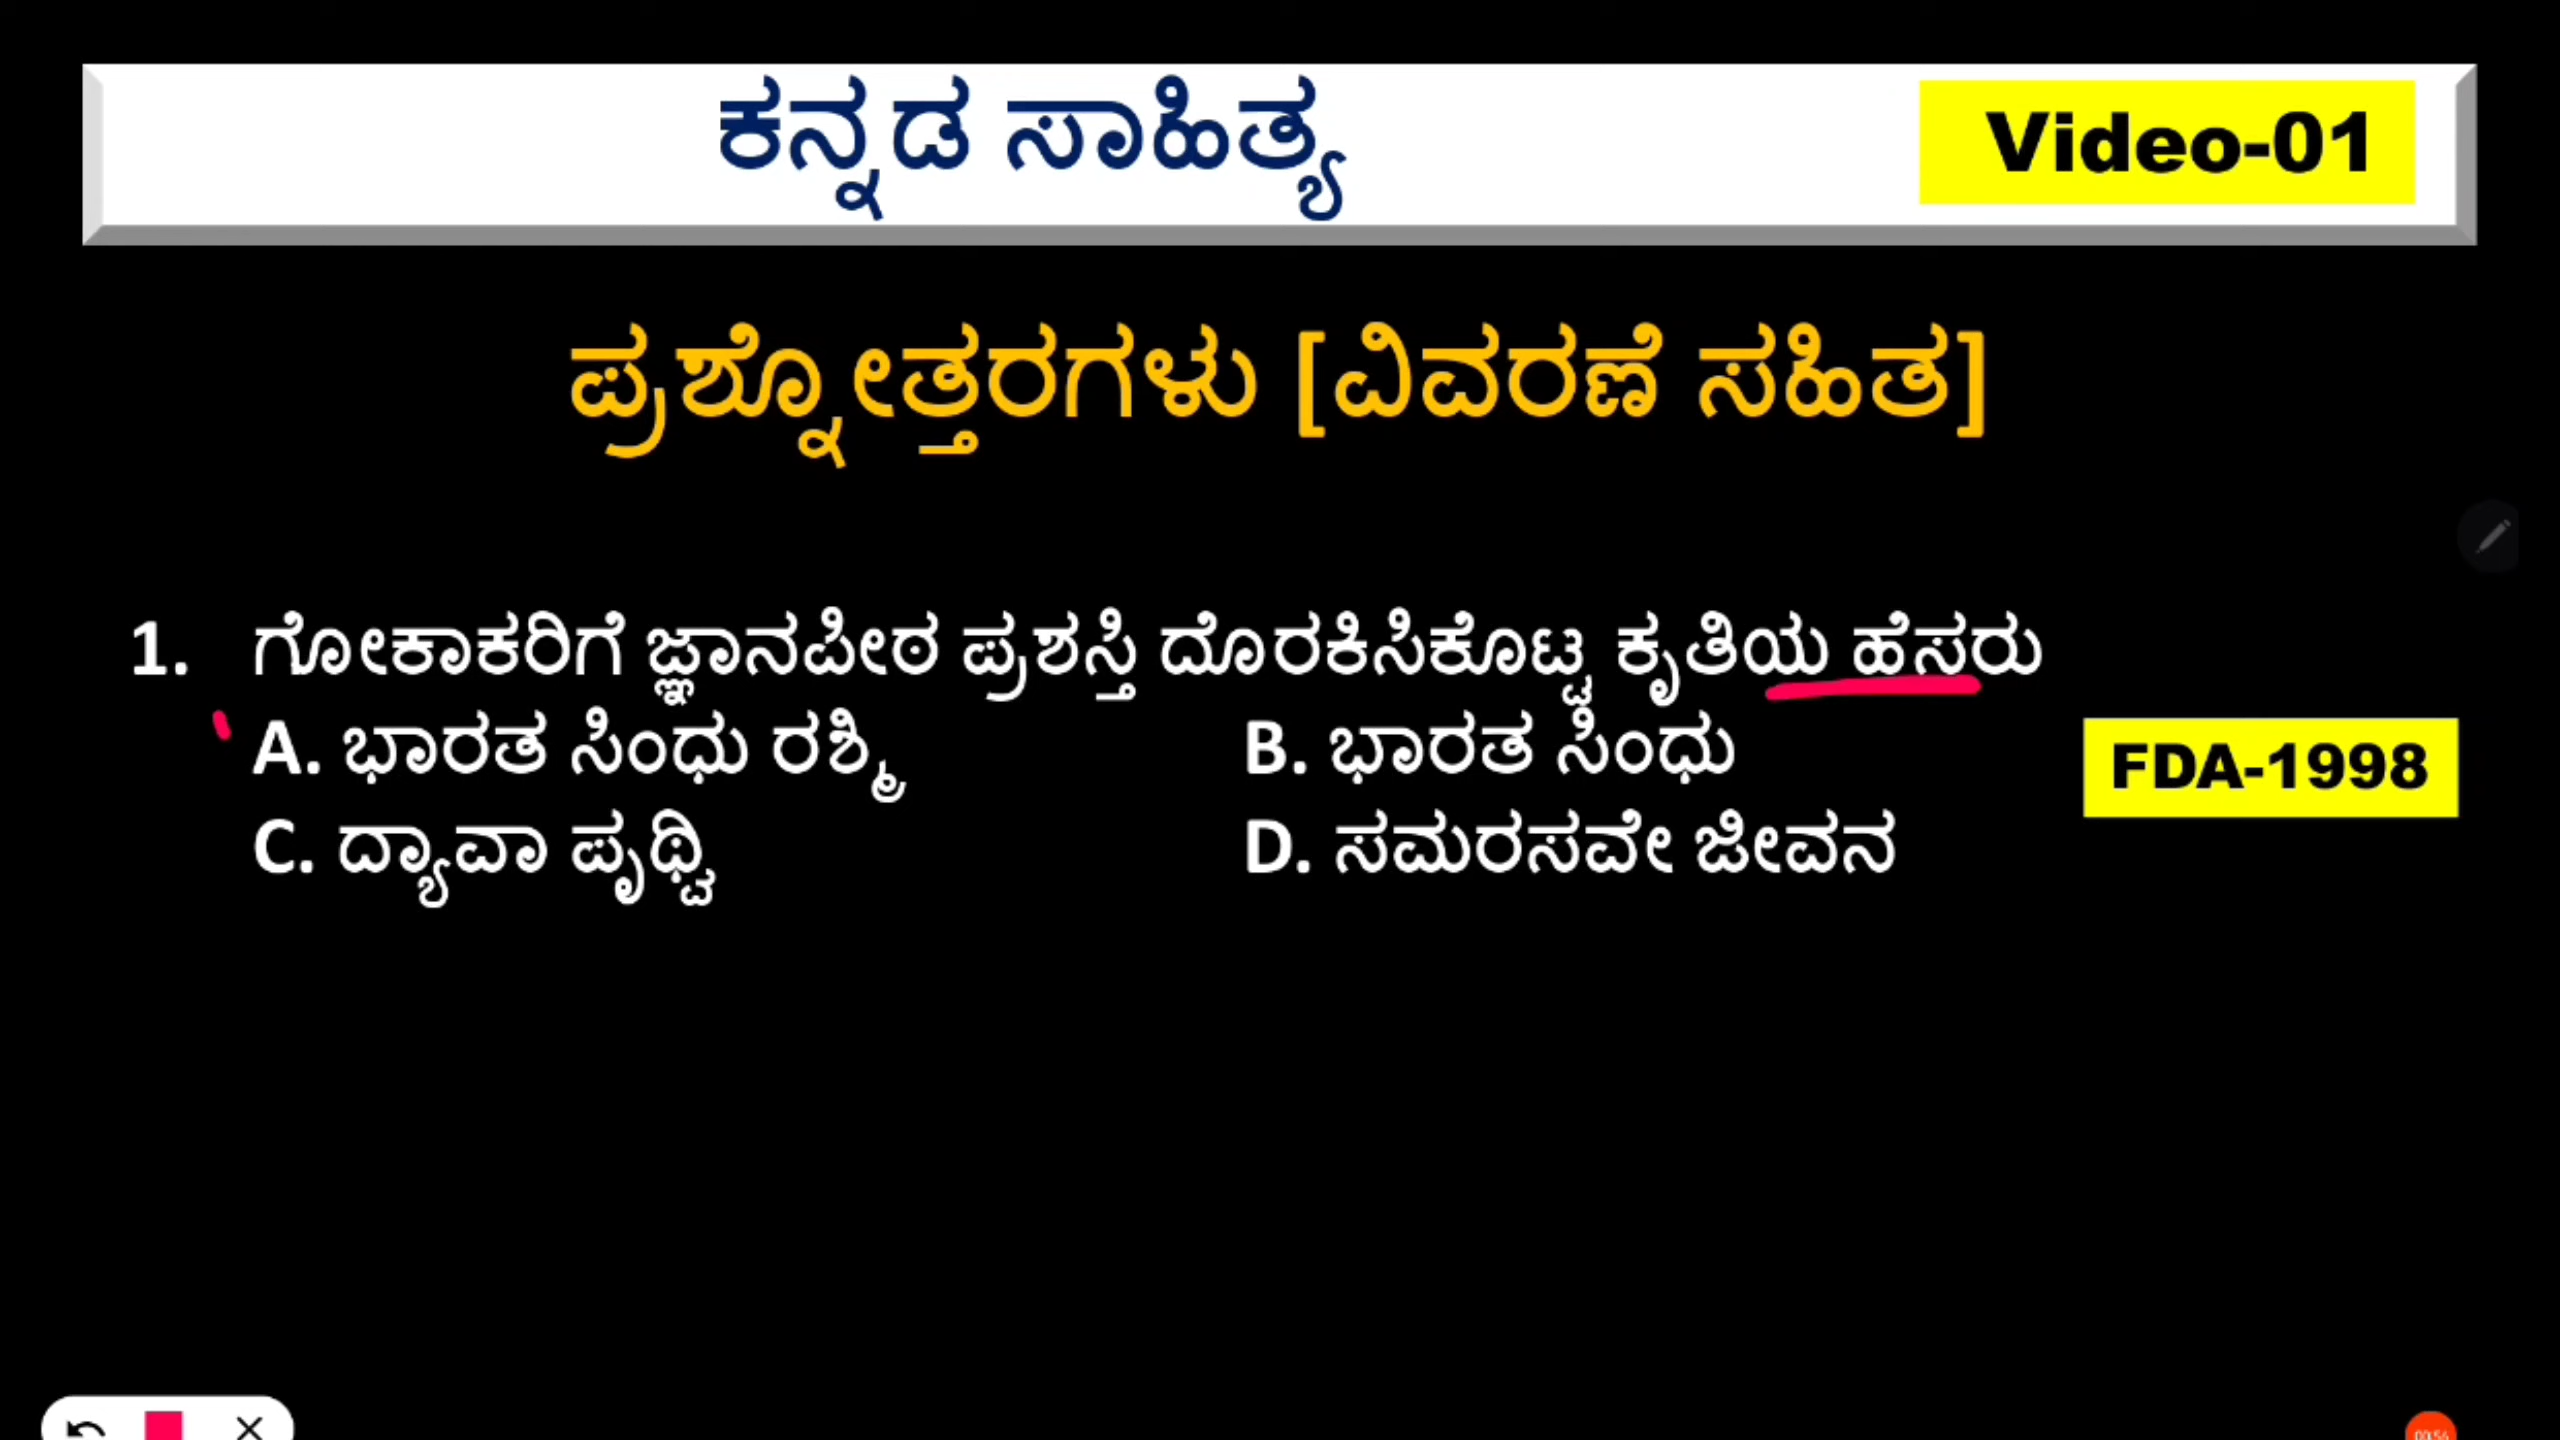 ಕನ್ನಡ ಸಾಹಿತ್ಯ
Video-01
ಪ್ರಶ್ನೋತ್ತರಗಳು [ವಿವರಣೆ ಸಹಿತ]
1. ಗೋಕಾಕರಿಗೆ ಜ್ಞಾನಪೀಠ ಪ್ರಶಸ್ತಿ ದೊರಕಿಸಿಕೊಟ್ಟ ಕೃತಿಯ ಹೆಸರು
A. ಭಾರತ ಸಿಂಧು ರಶ್ಮಿ B. ಭಾರತ ಸಿಂಧು
FDA-1998
C. ದ್ಯಾವಾ ಪೃಥ್ವಿ D. ಸಮರಸವೇ ಜೀವನ